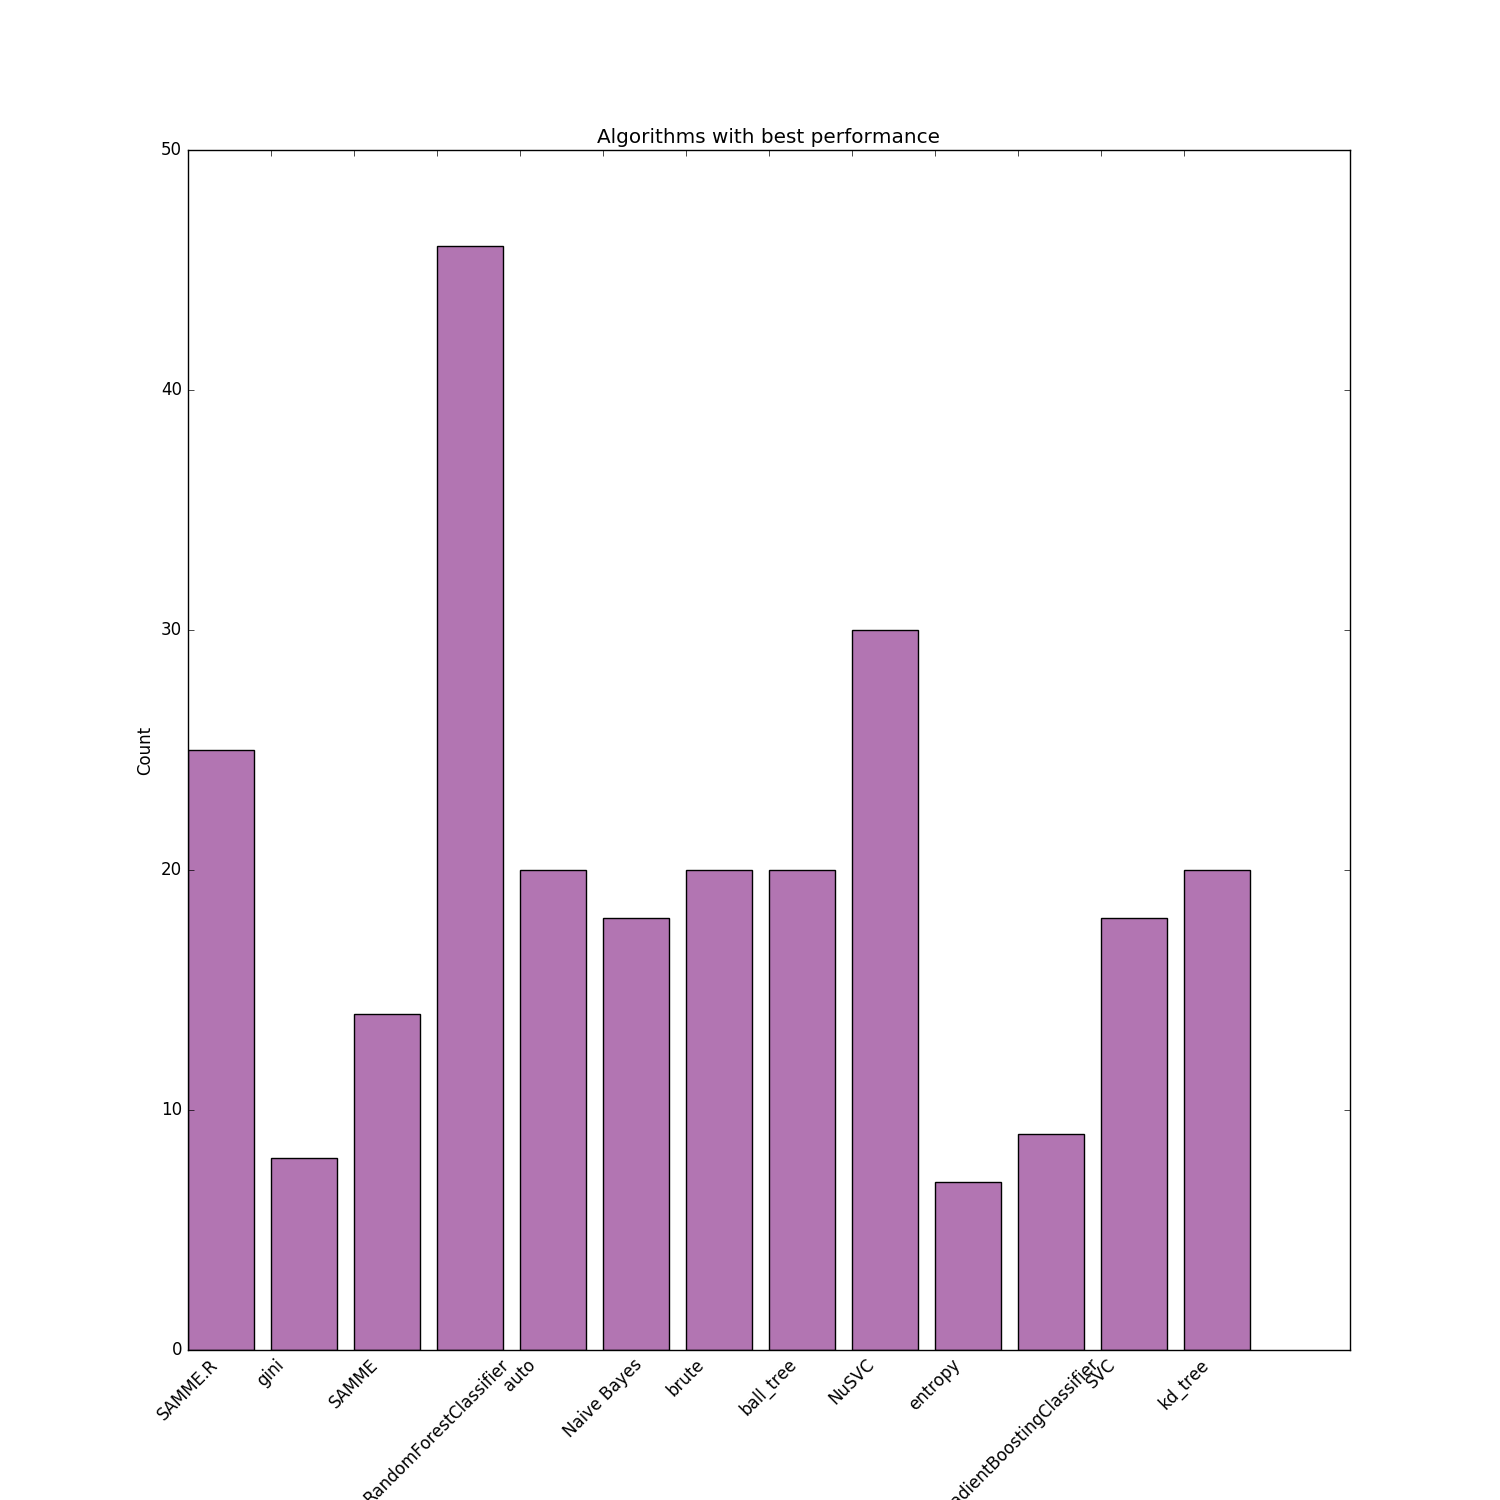 Algorithms with best performance
50
40
30
20
10
0
Count
SAMME.R
gini
SAMME
RandomForestClassifier
auto
Naive Bayes
brute
ball_tree
NuSVC
entropy
edientBoostingClassifier
SVC
kd_tree